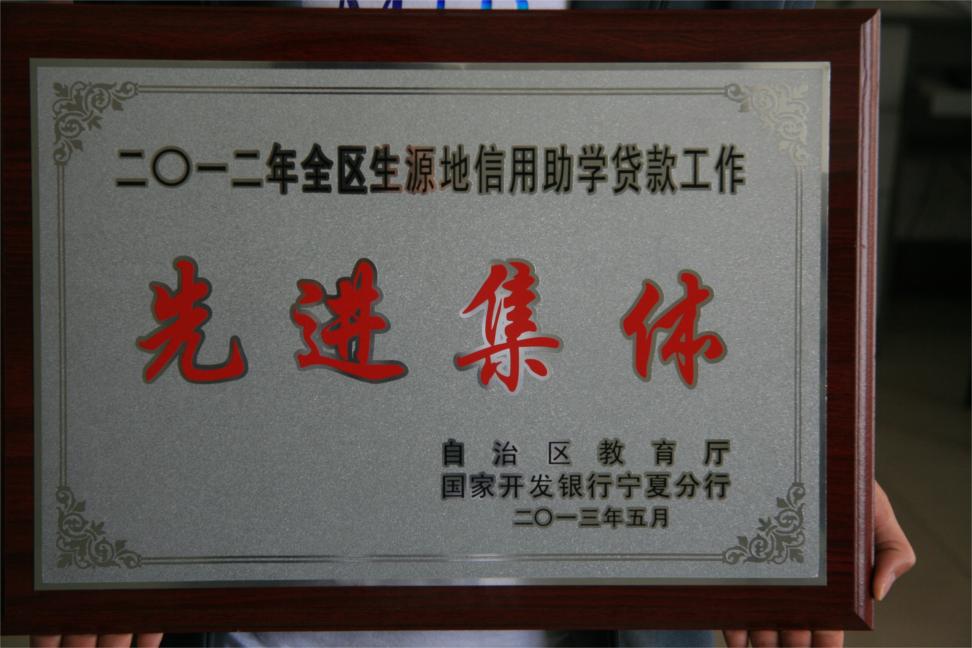 二〇一二年全区生源地信用助学贷款工作
先进集体
自治区教育厅
国家开发银行宁夏分行
二〇一三年五月